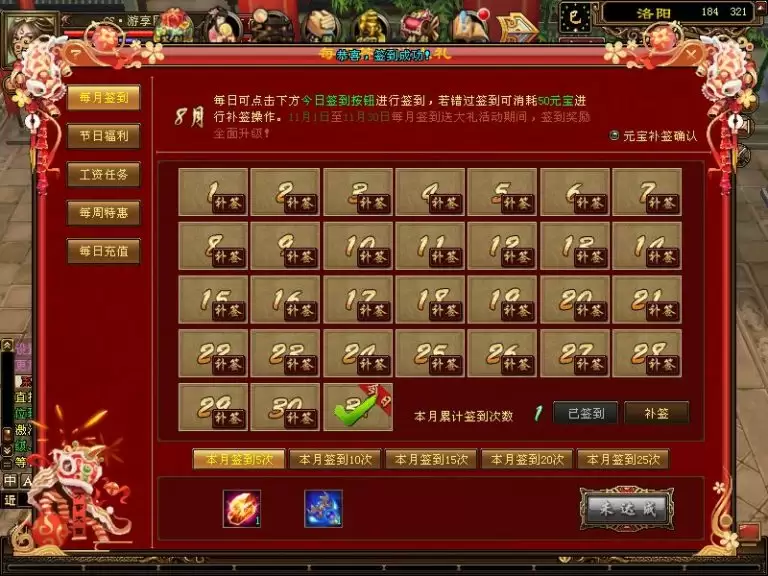 洛阳
184 321
恭喜，签到成功！
每月签到
节日福利
工资任务
每周特惠
每日充值
8月
每日可点击下方今日签到按钮进行签到，若错过签到可消耗50元宝进
行补签操作。11月1日至11月30日每月签到送大礼活动期间，签到奖励
全面升级！
元宝补签确认
1 补签
2 补签
3 补签
4 补签
5 补签
6 补签
7 补签
8 补签
9 补签
10 补签
11 补签
12 补签
13 补签
14 补签
15 补签
16 补签
17 补签
18 补签
19 补签
20 补签
21 补签
22 补签
23 补签
24 补签
25 补签
26 补签
27 补签
28 补签
29 补签
30 补签
本月累计签到次数
1
已签到
补签
本月签到5次
本月签到10次
本月签到15次
本月签到20次
本月签到25次
1
未达成